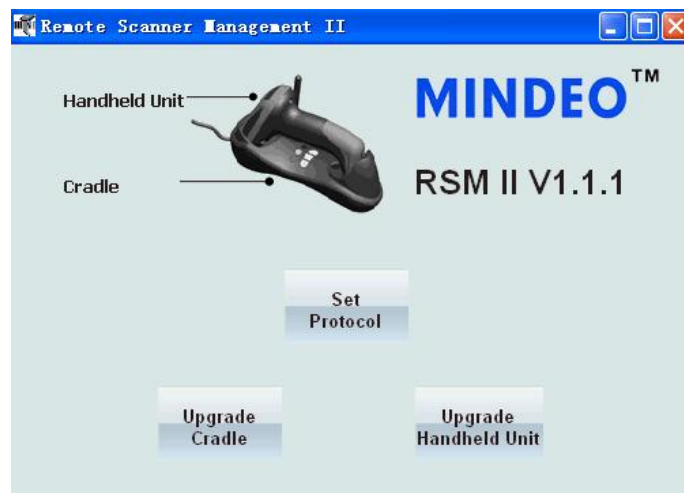 Remote Scanner Management II
Handheld Unit
MINDEO™
Cradle
RSM II V1.1.1
Set
Protocol
Upgrade
Cradle
Upgrade
Handheld Unit